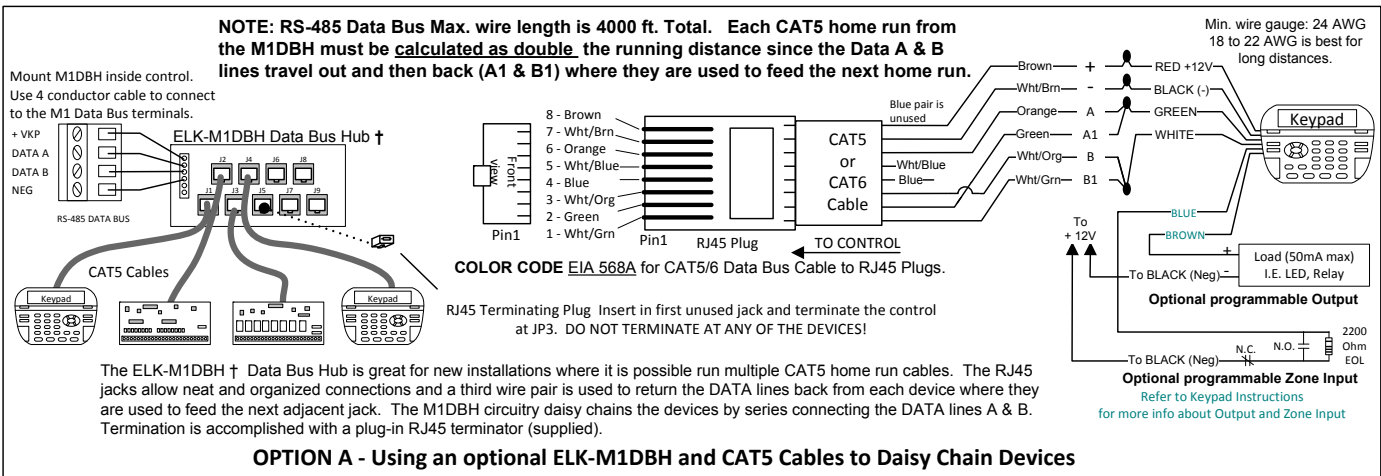 NOTE: RS-485 Data Bus Max. wire length is 4000 ft. Total. Each CAT5 home run from
the M1DBH must be calculated as double the running distance since the Data A & B
lines travel out and then back (A1 & B1) where they are used to feed the next home run.
Min. wire gauge: 24 AWG
18 to 22 AWG is best for
long distances.
Mount M1DBH inside control.
Use 4 conductor cable to connect
to the M1 Data Bus terminals.
+ VKP
DATA A
DATA B
NEG
RS-485 DATA BUS
ELK-M1DBH Data Bus Hub †
J2
J4
J6
J8
J1
J3
J5
J7
J9
CAT5 Cables
Keypad
Keypad
Front
view
Pin1
8 - Brown
7 - Wht/Brn
6 - Orange
5 - Wht/Blue
4 - Blue
3 - Wht/Org
2 - Green
1 - Wht/Grn
Pin1
RJ45 Plug
CAT5
or
CAT6
Cable
TO CONTROL
Blue pair is
unused
Wht/Blue
Blue
Brown + RED +12V
Wht/Brn - BLACK (-)
Orange A GREEN
Green A1 WHITE
Wht/Org B
Wht/Grn B1
Keypad
BLUE
BROWN
To
+ 12V
+
Load (50mA max)
I.E. LED, Relay
To BLACK (Neg) -
Optional programmable Output
2200
Ohm
EOL
N.O.
N.C.
To BLACK (Neg)
Optional programmable Zone Input
Refer to Keypad Instructions
for more info about Output and Zone Input
COLOR CODE EIA 568A for CAT5/6 Data Bus Cable to RJ45 Plugs.
RJ45 Terminating Plug Insert in first unused jack and terminate the control
at JP3. DO NOT TERMINATE AT ANY OF THE DEVICES!
The ELK-M1DBH † Data Bus Hub is great for new installations where it is possible run multiple CAT5 home run cables. The RJ45
jacks allow neat and organized connections and a third wire pair is used to return the DATA lines back from each device where they
are used to feed the next adjacent jack. The M1DBH circuitry daisy chains the devices by series connecting the DATA lines A & B.
Termination is accomplished with a plug-in RJ45 terminator (supplied).
OPTION A - Using an optional ELK-M1DBH and CAT5 Cables to Daisy Chain Devices